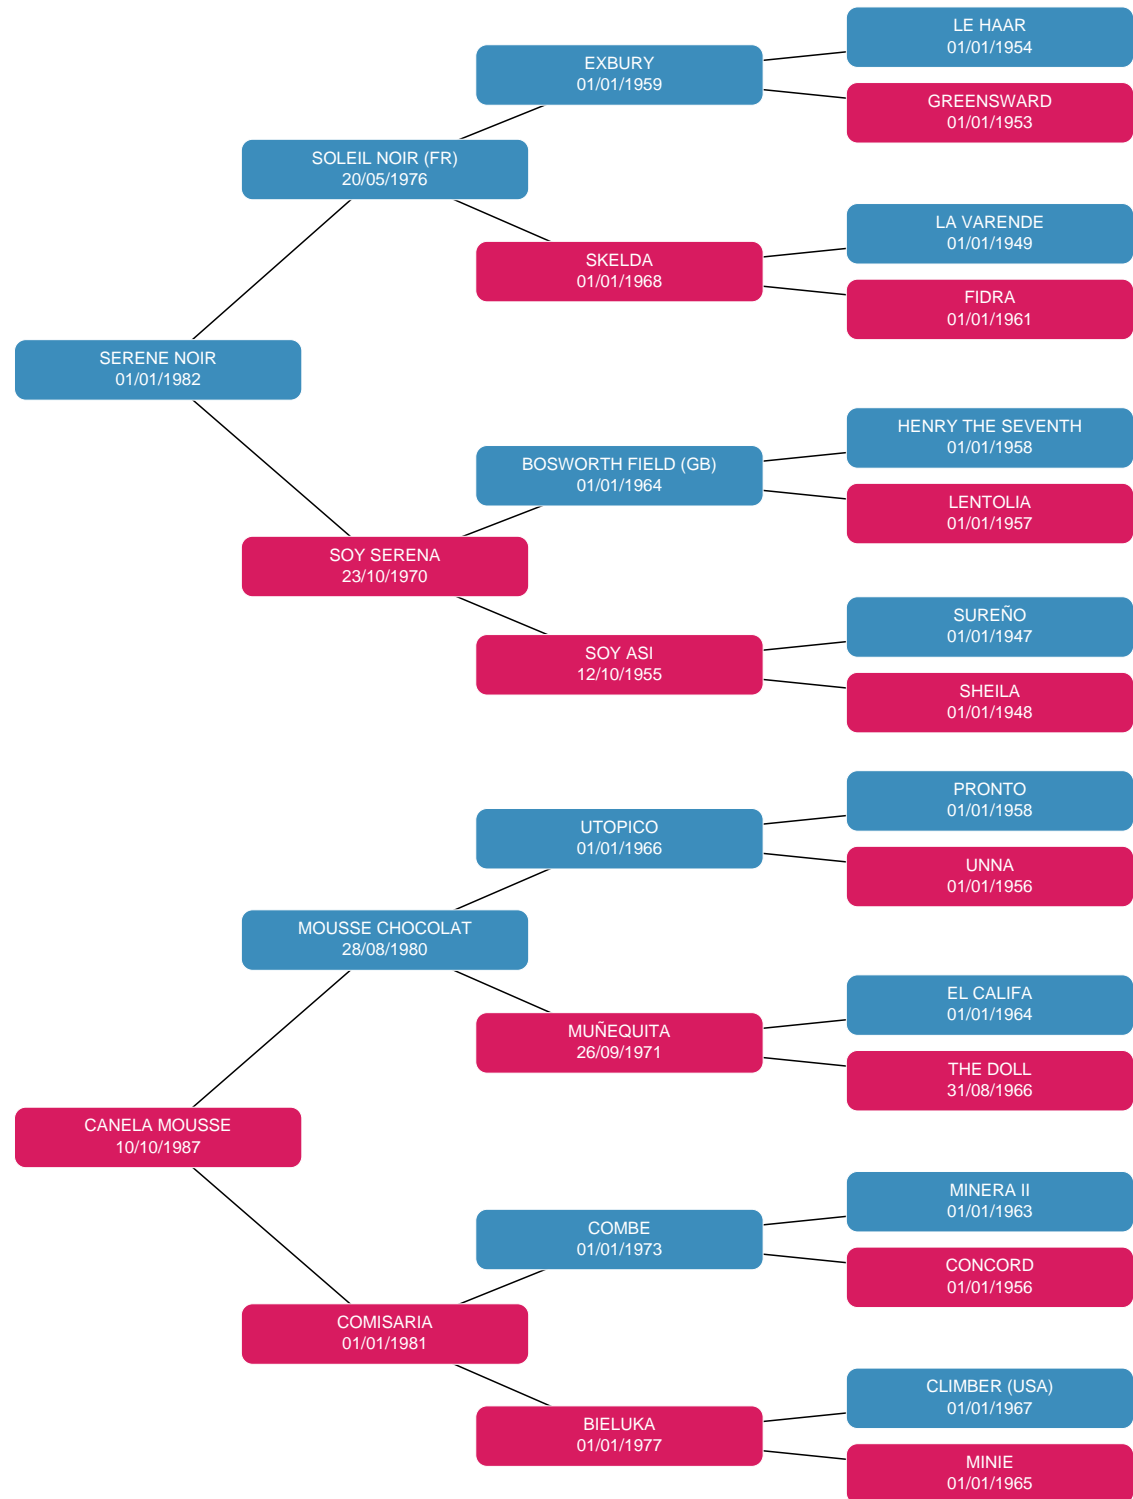 LE HAAR
01/01/1954
EXBURY
01/01/1959
GREENSWARD
01/01/1953
SOLEIL NOIR (FR)
20/05/1976
LA VARENDE
01/01/1949
SKELDA
01/01/1968
FIDRA
01/01/1961
SERENE NOIR
01/01/1982
HENRY THE SEVENTH
01/01/1958
BOSWORTH FIELD (GB)
01/01/1964
LENTOLIA
01/01/1957
SOY SERENA
23/10/1970
SUREÑO
01/01/1947
SOY ASI
12/10/1955
SHEILA
01/01/1948
PRONTO
01/01/1958
UTOPICO
01/01/1966
UNNA
01/01/1956
MOUSSE CHOCOLAT
28/08/1980
EL CALIFA
01/01/1964
MUÑEQUITA
26/09/1971
THE DOLL
31/08/1966
CANELA MOUSSE
10/10/1987
MINERA II
01/01/1963
COMBE
01/01/1973
CONCORD
01/01/1956
COMISARIA
01/01/1981
CLIMBER (USA)
01/01/1967
BIELUKA
01/01/1977
MINIE
01/01/1965